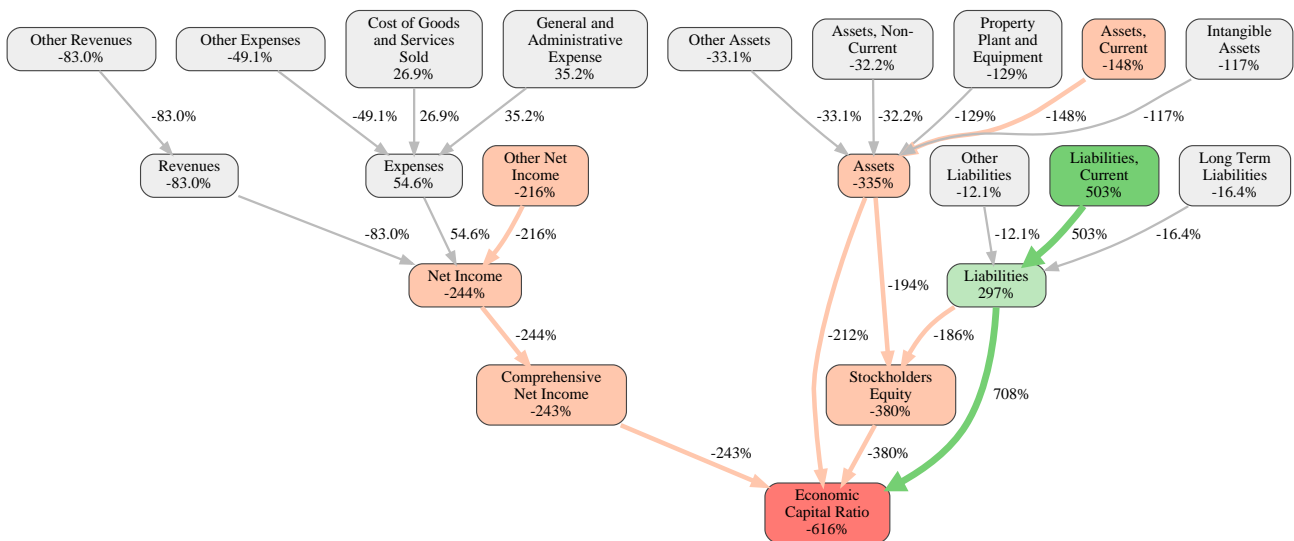 Other Revenues
-83.0%
Other Expenses
-49.1%
Cost of Goods
and Services
Sold
26.9%
General and
Administrative
Expense
35.2%
Other Assets
-33.1%
Assets, Non-
Current
-32.2%
Property
Plant and
Equipment
-129%
Assets,
Current
-148%
Intangible
Assets
-117%
-83.0%
-49.1%
26.9%
35.2%
-33.1%
-32.2%
-129%
-148%
-117%
Revenues
-83.0%
Expenses
54.6%
Other Net
Income
-216%
Assets
-335%
Other
Liabilities
-12.1%
Liabilities,
Current
503%
Long Term
Liabilities
-16.4%
-83.0%
54.6%
-216%
-12.1%
503%
-16.4%
Net Income
-244%
-194%
Liabilities
297%
-244%
-212%
-186%
Comprehensive
Net Income
-243%
Stockholders
Equity
-380%
708%
-243%
-380%
Economic
Capital Ratio
-616%